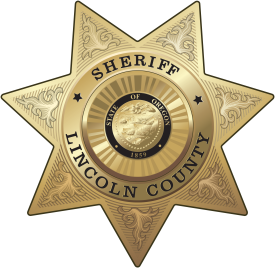 SHERIFF
STATE OF OREGON
1859
LINCOLN COUNTY